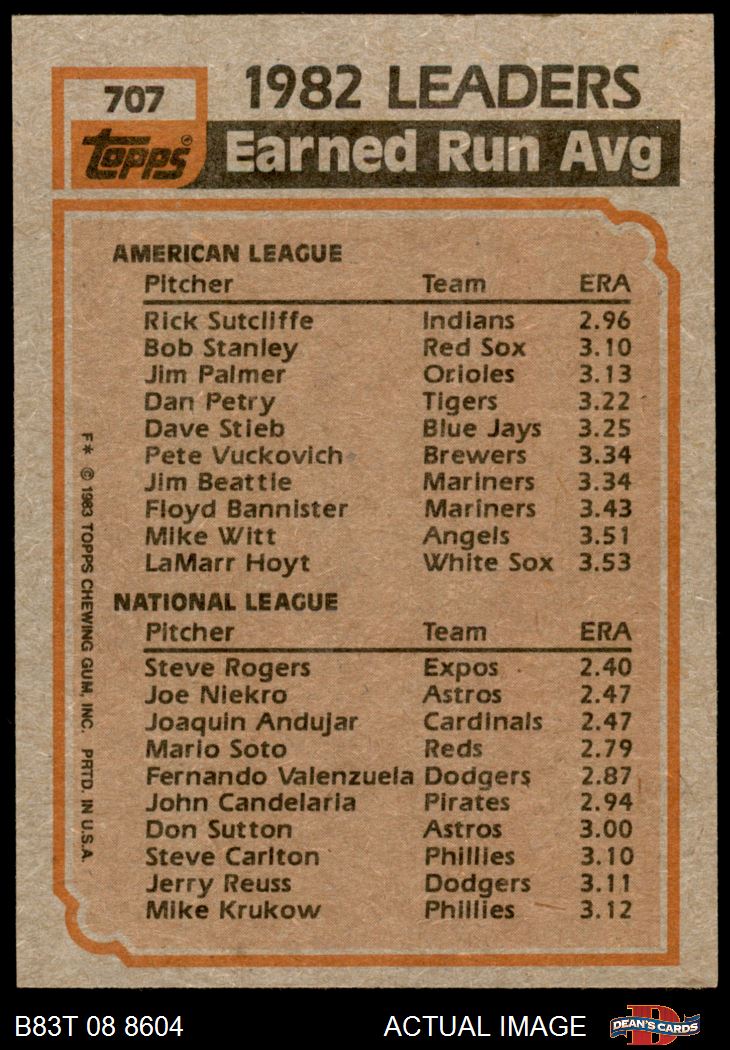 707
1982 LEADERS
Topps®
Earned Run Avg
AMERICAN LEAGUE
Pitcher Team ERA
Rick Sutcliffe Indians 2.96
Bob Stanley Red Sox 3.10
Jim Palmer Orioles 3.13
Dan Petry Tigers 3.22
Dave Stieb Blue Jays 3.25
Pete Vuckovich Brewers 3.34
Jim Beattie Mariners 3.34
Floyd Bannister Mariners 3.43
Mike Witt Angels 3.51
LaMarr Hoyt White Sox 3.53
NATIONAL LEAGUE
Pitcher Team ERA
Steve Rogers Expos 2.40
Joe Niekro Astros 2.47
Joaquin Andujar Cardinals 2.47
Mario Soto Reds 2.79
Fernando Valenzuela Dodgers 2.87
John Candelaria Pirates 2.94
Don Sutton Astros 3.00
Steve Carlton Phillies 3.10
Jerry Reuss Dodgers 3.11
Mike Krukow Phillies 3.12
F* © 1983 TOPPS CHEWING GUM, INC. PRTD. IN U.S.A.
B83T 08 8604
ACTUAL IMAGE
D
DEAN'S CARDS